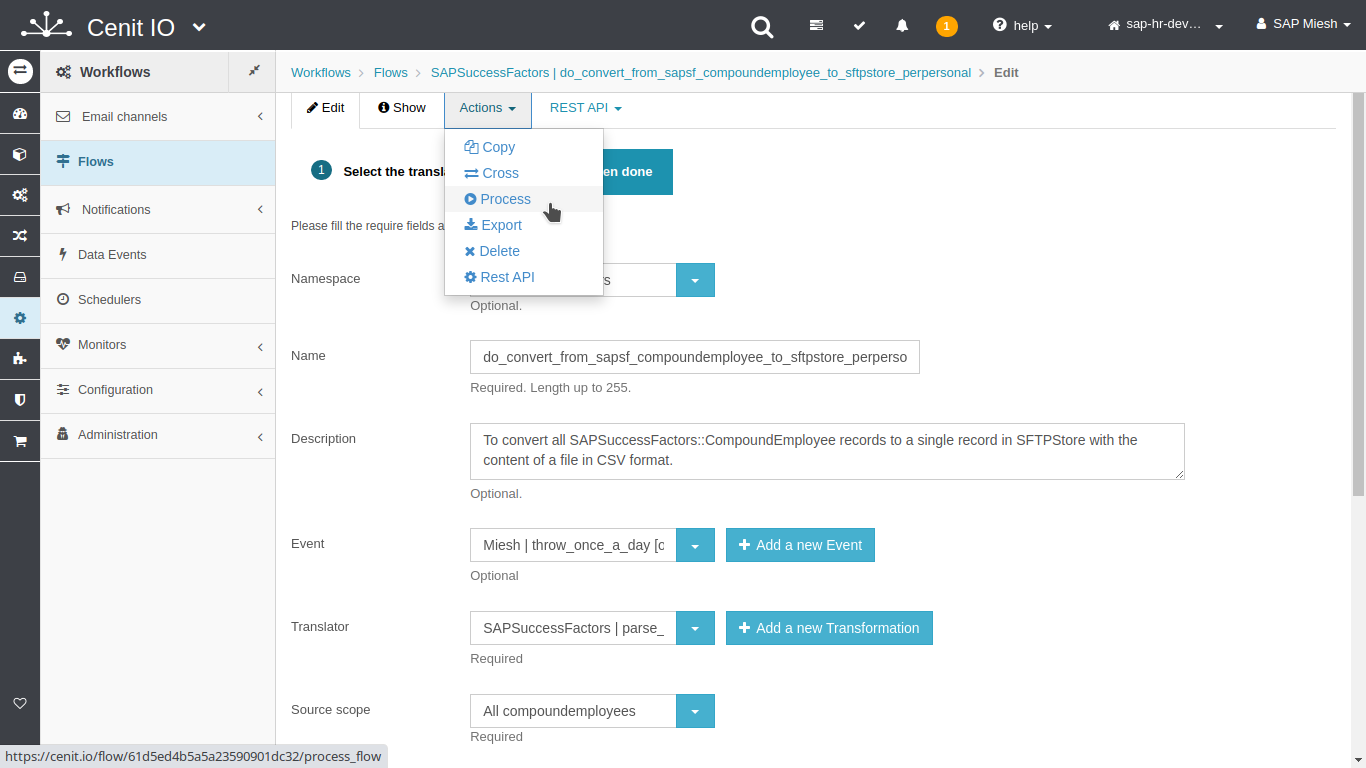 Cenit IO
1
help
sap-hr-dev...
SAP Miesh
Workflows
Workflows > Flows > SAPSuccessFactors | do_convert_from_sapsf_compoundemployee_to_sftpstore_perpersonal > Edit
Email channels
Flows
Notifications
Data Events
Schedulers
Monitors
Configuration
Administration
Edit
Show
Actions
REST API
Copy
Cross
Process
Export
Delete
Rest API
1
Select the transl
en done
Please fill the require fields a
Namespace
s
Optional.
Name
do_convert_from_sapsf_compoundemployee_to_sftpstore_perperso
Required. Length up to 255.
Description
To convert all SAPSuccessFactors::CompoundEmployee records to a single record in SFTPStore with the
content of a file in CSV format.
Optional.
Event
Miesh | throw_once_a_day [c
Add a new Event
Optional
Translator
SAPSuccessFactors | parse_
Add a new Transformation
Required
Source scope
All compoundemployees
Required
https://cenit.io/flow/61d5ed4b5a5a23590901dc32/process_flow